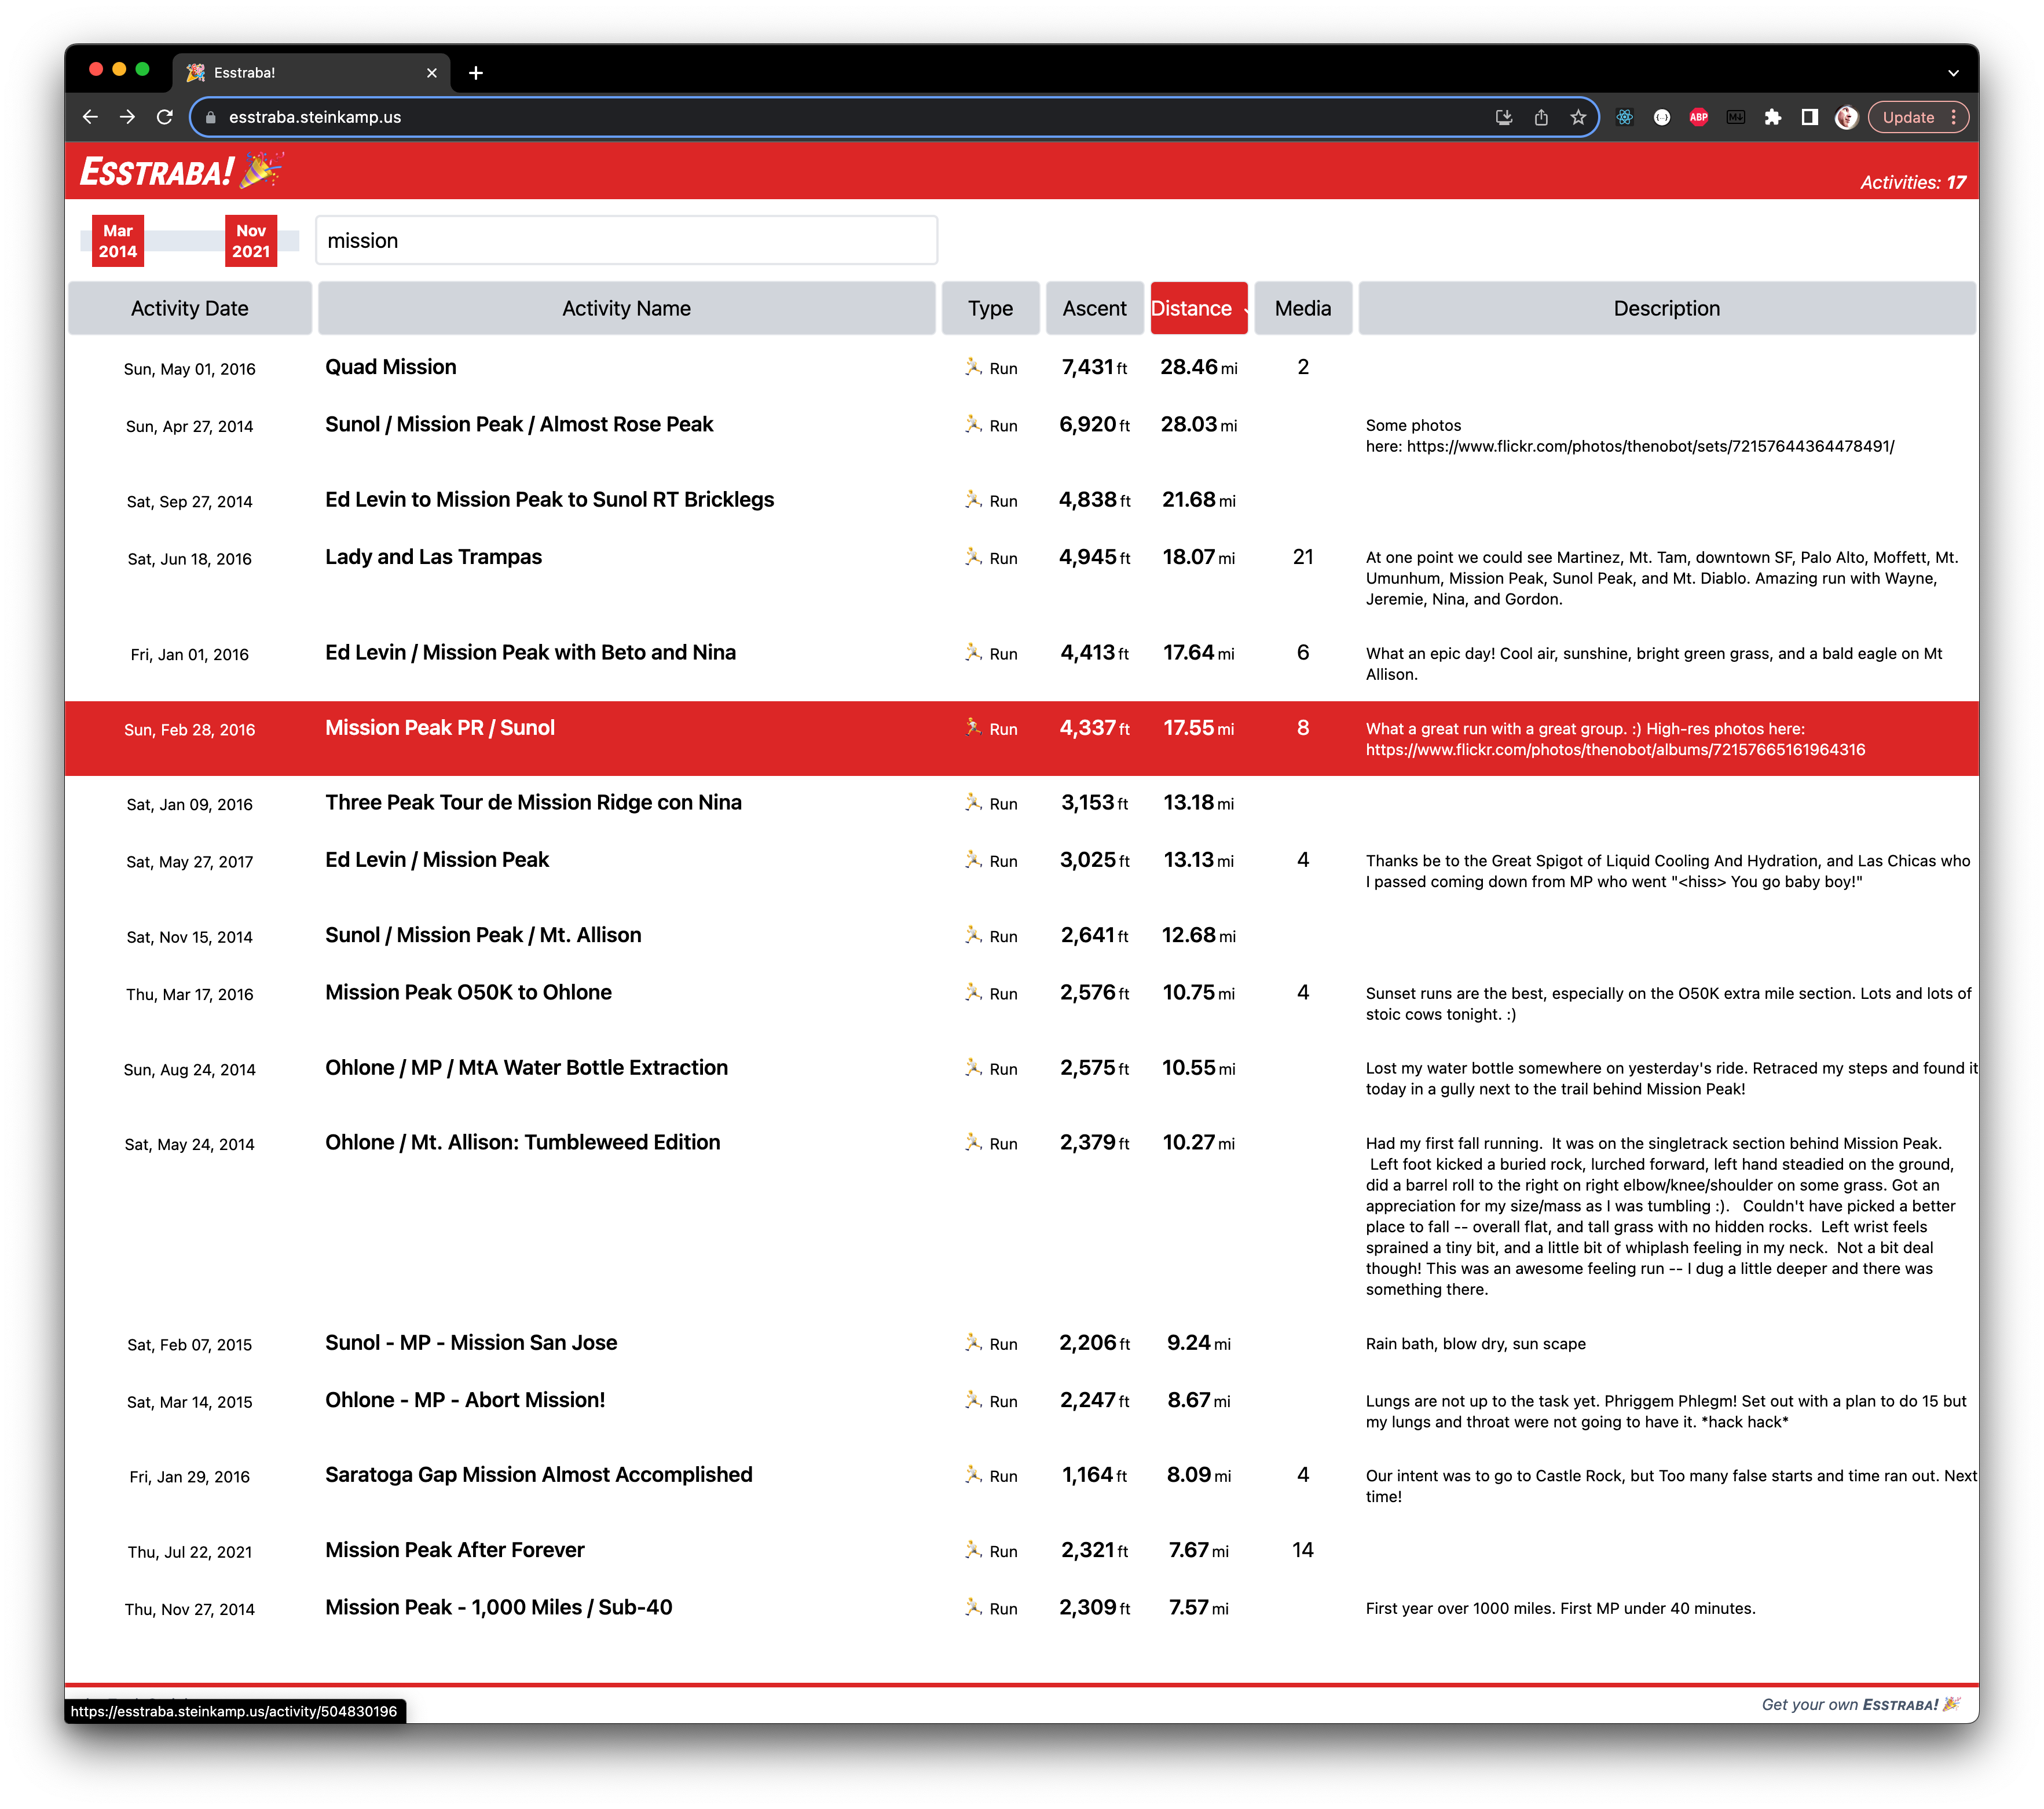 Esstraba!
esstraba.steinkamp.us
ABP
Update
ESSTRABA!
Activities: 17
Mar
2014
Nov
2021
mission
Activity Date Activity Name Type Ascent Distance Media Description
Sun, May 01, 2016 Quad Mission Run 7,431 ft 28.46 mi 2
Sun, Apr 27, 2014 Sunol / Mission Peak / Almost Rose Peak Run 6,920 ft 28.03 mi Some photos
here: https://www.flickr.com/photos/thenobot/sets/72157644364478491/
Sat, Sep 27, 2014 Ed Levin to Mission Peak to Sunol RT Bricklegs Run 4,838 ft 21.68 mi
Sat, Jun 18, 2016 Lady and Las Trampas Run 4,945 ft 18.07 mi 21 At one point we could see Martinez, Mt. Tam, downtown SF, Palo Alto, Moffett, Mt.
Umunhum, Mission Peak, Sunol Peak, and Mt. Diablo. Amazing run with Wayne,
Jeremie, Nina, and Gordon.
Fri, Jan 01, 2016 Ed Levin / Mission Peak with Beto and Nina Run 4,413 ft 17.64 mi 6 What an epic day! Cool air, sunshine, bright green grass, and a bald eagle on Mt
Allison.
Sun, Feb 28, 2016 Mission Peak PR / Sunol Run 4,337 ft 17.55 mi 8 What a great run with a great group. :) High-res photos here:
https://www.flickr.com/photos/thenobot/albums/72157665161964316
Sat, Jan 09, 2016 Three Peak Tour de Mission Ridge con Nina Run 3,153 ft 13.18 mi
Sat, May 27, 2017 Ed Levin / Mission Peak Run 3,025 ft 13.13 mi 4 Thanks be to the Great Spigot of Liquid Cooling And Hydration, and Las Chicas who
I passed coming down from MP who went "<hiss> You go baby boy!"
Sat, Nov 15, 2014 Sunol / Mission Peak / Mt. Allison Run 2,641 ft 12.68 mi
Thu, Mar 17, 2016 Mission Peak O50K to Ohlone Run 2,576 ft 10.75 mi 4 Sunset runs are the best, especially on the O50K extra mile section. Lots and lots of
stoic cows tonight. :)
Sun, Aug 24, 2014 Ohlone / MP / MtA Water Bottle Extraction Run 2,575 ft 10.55 mi Lost my water bottle somewhere on yesterday's ride. Retraced my steps and found it
today in a gully next to the trail behind Mission Peak!
Sat, May 24, 2014 Ohlone / Mt. Allison: Tumbleweed Edition Run 2,379 ft 10.27 mi Had my first fall running. It was on the singletrack section behind Mission Peak.
Left foot kicked a buried rock, lurched forward, left hand steadied on the ground,
did a barrel roll to the right on right elbow/knee/shoulder on some grass. Got an
appreciation for my size/mass as I was tumbling :). Couldn't have picked a better
place to fall -- overall flat, and tall grass with no hidden rocks. Left wrist feels
sprained a tiny bit, and a little bit of whiplash feeling in my neck. Not a bit deal
though! This was an awesome feeling run -- I dug a little deeper and there was
something there.
Sat, Feb 07, 2015 Sunol - MP - Mission San Jose Run 2,206 ft 9.24 mi Rain bath, blow dry, sun scape
Sat, Mar 14, 2015 Ohlone - MP - Abort Mission! Run 2,247 ft 8.67 mi Lungs are not up to the task yet. Phriggem Phlegm! Set out with a plan to do 15 but
my lungs and throat were not going to have it. *hack hack*
Fri, Jan 29, 2016 Saratoga Gap Mission Almost Accomplished Run 1,164 ft 8.09 mi 4 Our intent was to go to Castle Rock, but Too many false starts and time ran out. Next
time!
Thu, Jul 22, 2021 Mission Peak After Forever Run 2,321 ft 7.67 mi 14
Thu, Nov 27, 2014 Mission Peak - 1,000 Miles / Sub-40 Run 2,309 ft 7.57 mi First year over 1000 miles. First MP under 40 minutes.
https://esstraba.steinkamp.us/activity/504830196
Get your own ESSTRABA!